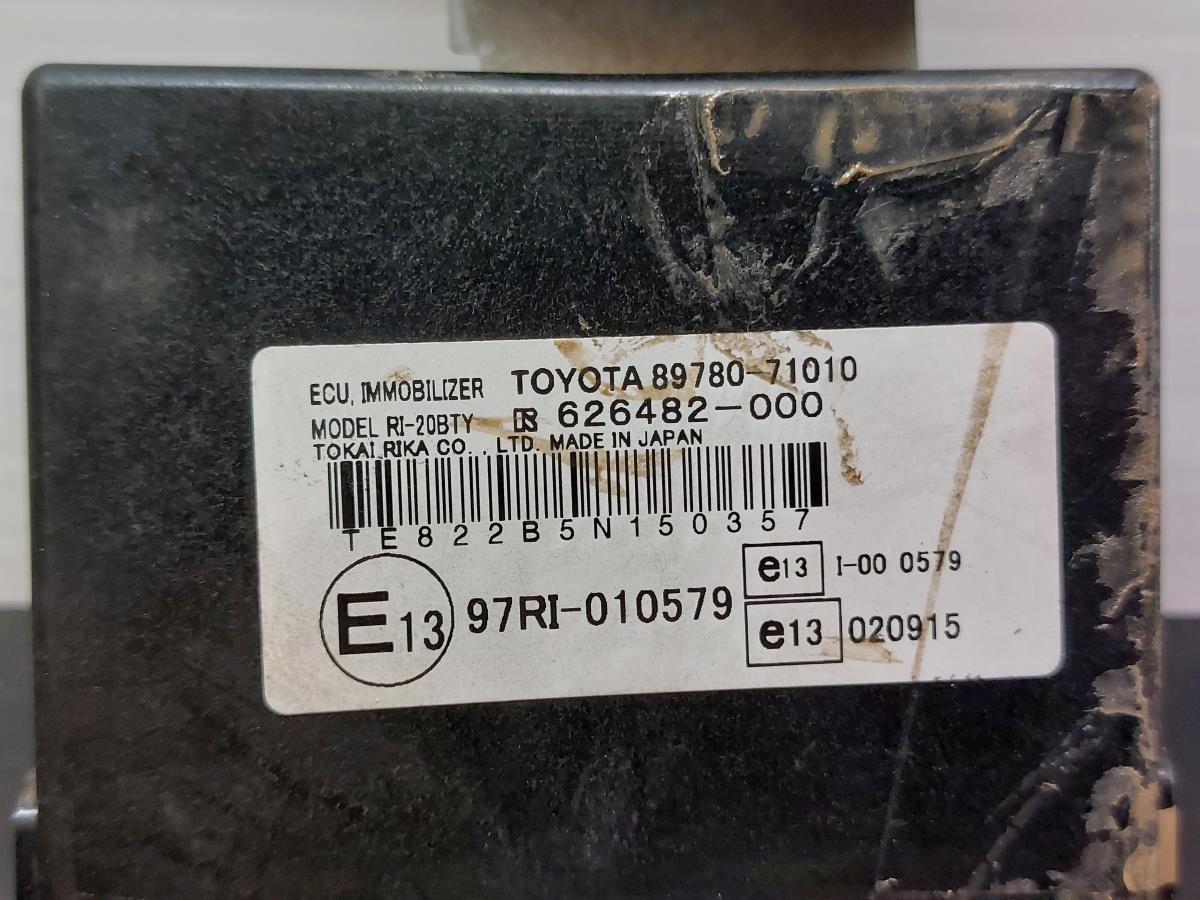 ECU, IMMOBILIZER TOYOTA 89780-71010
MODEL RI-20BTY 626482-000
TOKAI RIKA CO., LTD. MADE IN JAPAN
TE822B5N150357
E13 97RI-010579
e13 I-00 0579
e13 020915